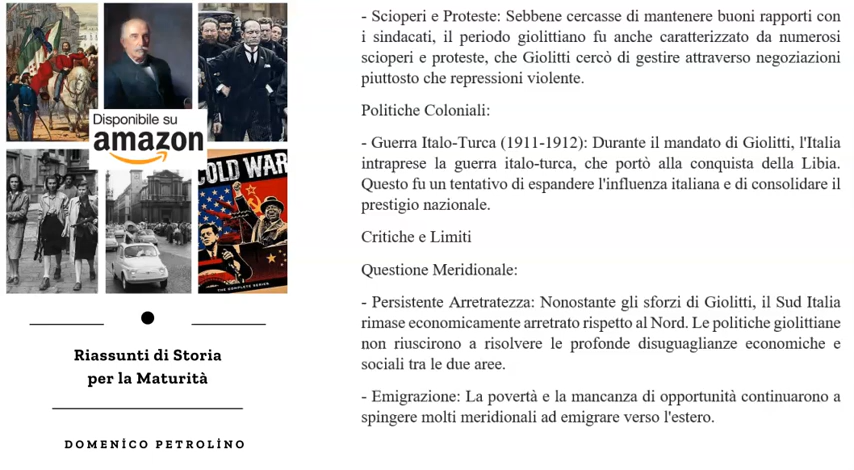 Disponibile su
amazon
COLD WAR
THE COMPLETE SERIES
Riassunti di Storia
per la Maturità
DOMENICO PETROLINO
- Scioperi e Proteste: Sebbene cercasse di mantenere buoni rapporti con
i sindacati, il periodo giolittiano fu anche caratterizzato da numerosi
scioperi e proteste, che Giolitti cercò di gestire attraverso negoziazioni
piuttosto che repressioni violente.
Politiche Coloniali:
- Guerra Italo-Turca (1911-1912): Durante il mandato di Giolitti, l'Italia
intraprese la guerra italo-turca, che portò alla conquista della Libia.
Questo fu un tentativo di espandere l'influenza italiana e di consolidare il
prestigio nazionale.
Critiche e Limiti
Questione Meridionale:
- Persistente Arretratezza: Nonostante gli sforzi di Giolitti, il Sud Italia
rimase economicamente arretrato rispetto al Nord. Le politiche giolittiane
non riuscirono a risolvere le profonde disuguaglianze economiche e
sociali tra le due aree.
- Emigrazione: La povertà e la mancanza di opportunità continuarono a
spingere molti meridionali ad emigrare verso l'estero.